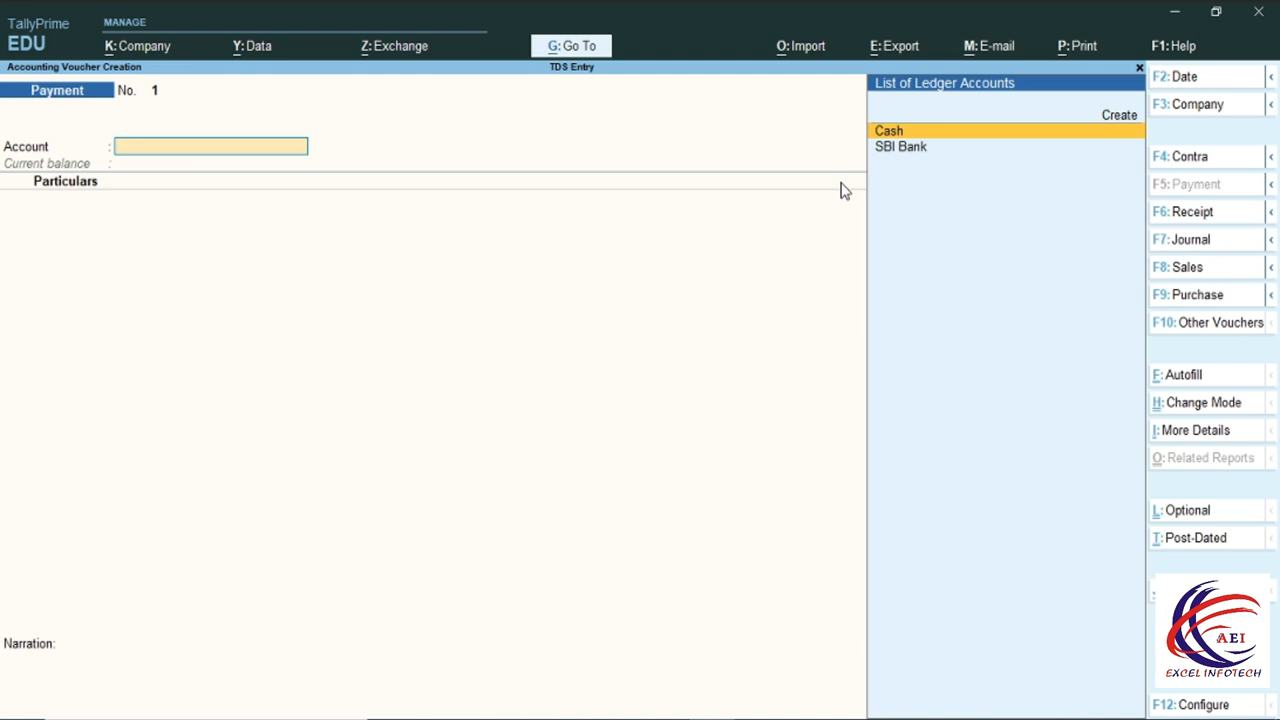 TallyPrime
EDU
MANAGE
K: Company
Y: Data
Z: Exchange
G: Go To
O: Import
E: Export
M: E-mail
P: Print
F1: Help
Accounting Voucher Creation
TDS Entry
Payment No. 1
Account :
Current balance :
Particulars
Narration:
List of Ledger Accounts
Create
Cash
SBI Bank
F2: Date
F3: Company
F4: Contra
F5: Payment
F6: Receipt
F7: Journal
F8: Sales
F9: Purchase
F10: Other Vouchers
F: Autofill
H: Change Mode
I: More Details
O: Related Reports
L: Optional
T: Post-Dated
AEI
EXCEL INFOTECH
F12: Configure